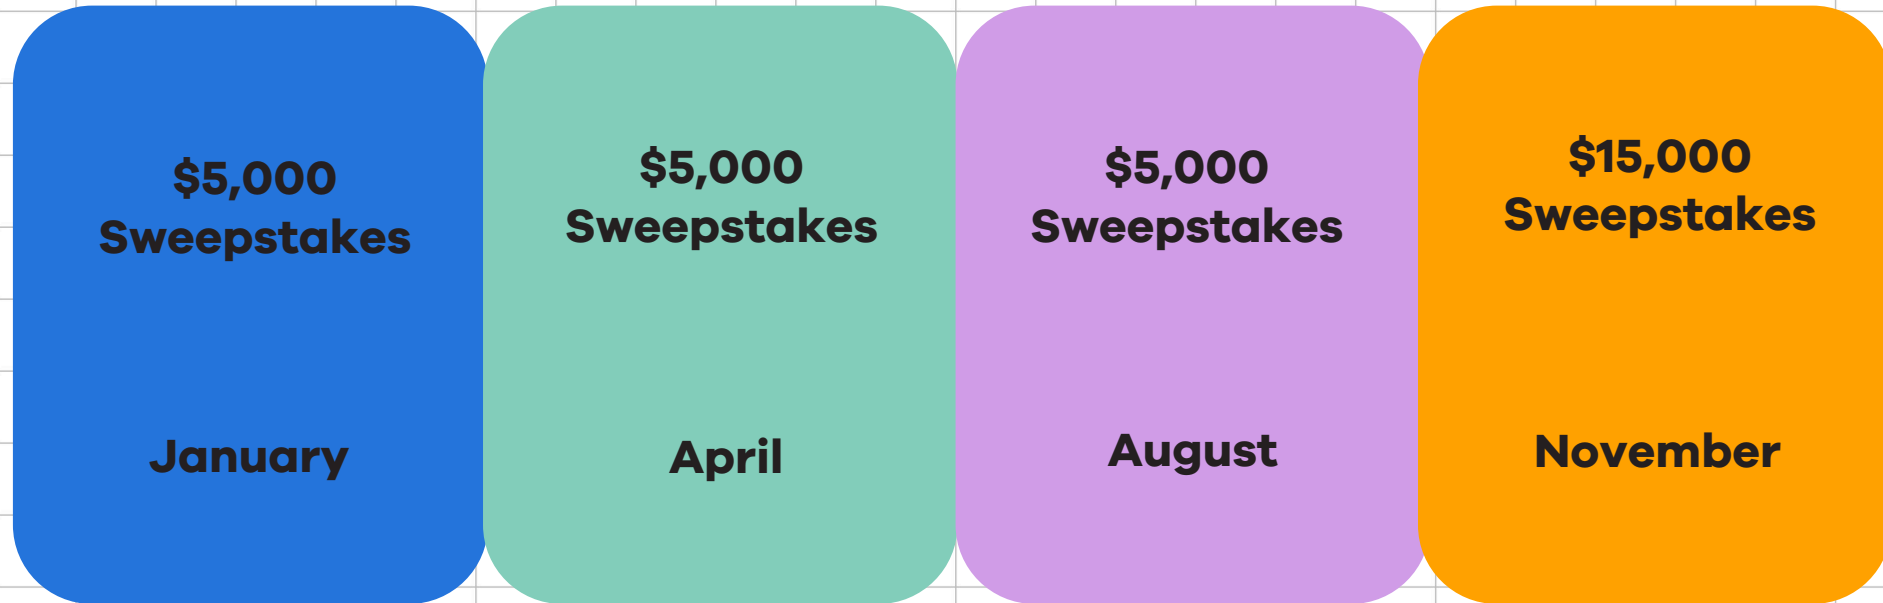 $5,000
Sweepstakes
January
$5,000
Sweepstakes
April
$5,000
Sweepstakes
August
$15,000
Sweepstakes
November